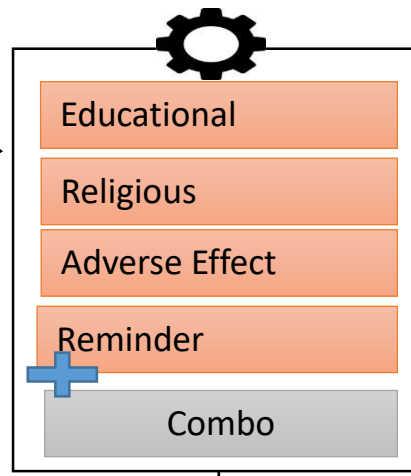 Educational
Religious
Adverse Effect
Reminder
Combo